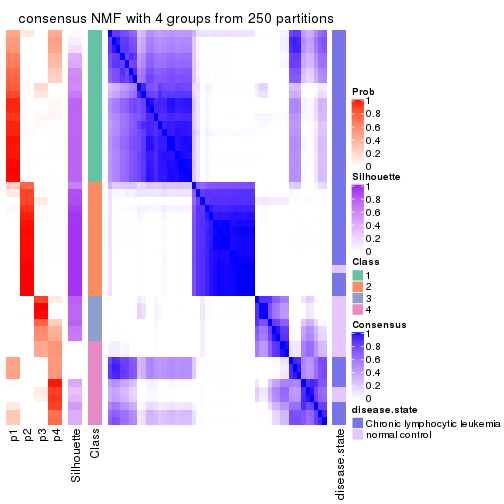 consensus NMF with 4 groups from 250 partitions
Prob
1
0.8
0.6
0.4
0.2
0
Silhouette
1
0.8
0.6
0.4
0.2
0
Class
1
2
3
4
Consensus
1
0.8
0.6
0.4
0.2
0
disease.state
Chronic lymphocytic leukemia
normal control
p1
p2
p3
p4
Silhouette
Class
disease.state